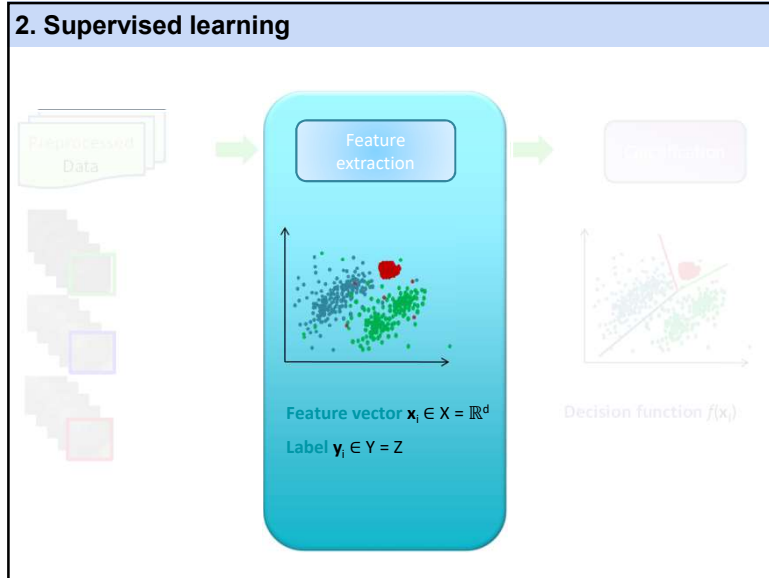 2. Supervised learning
Preprocessed
Data
Feature
extraction
Classification
Feature vector xᵢ ∈ X = ℝᵈ
Label yᵢ ∈ Y = Z
Decision function f(xᵢ)